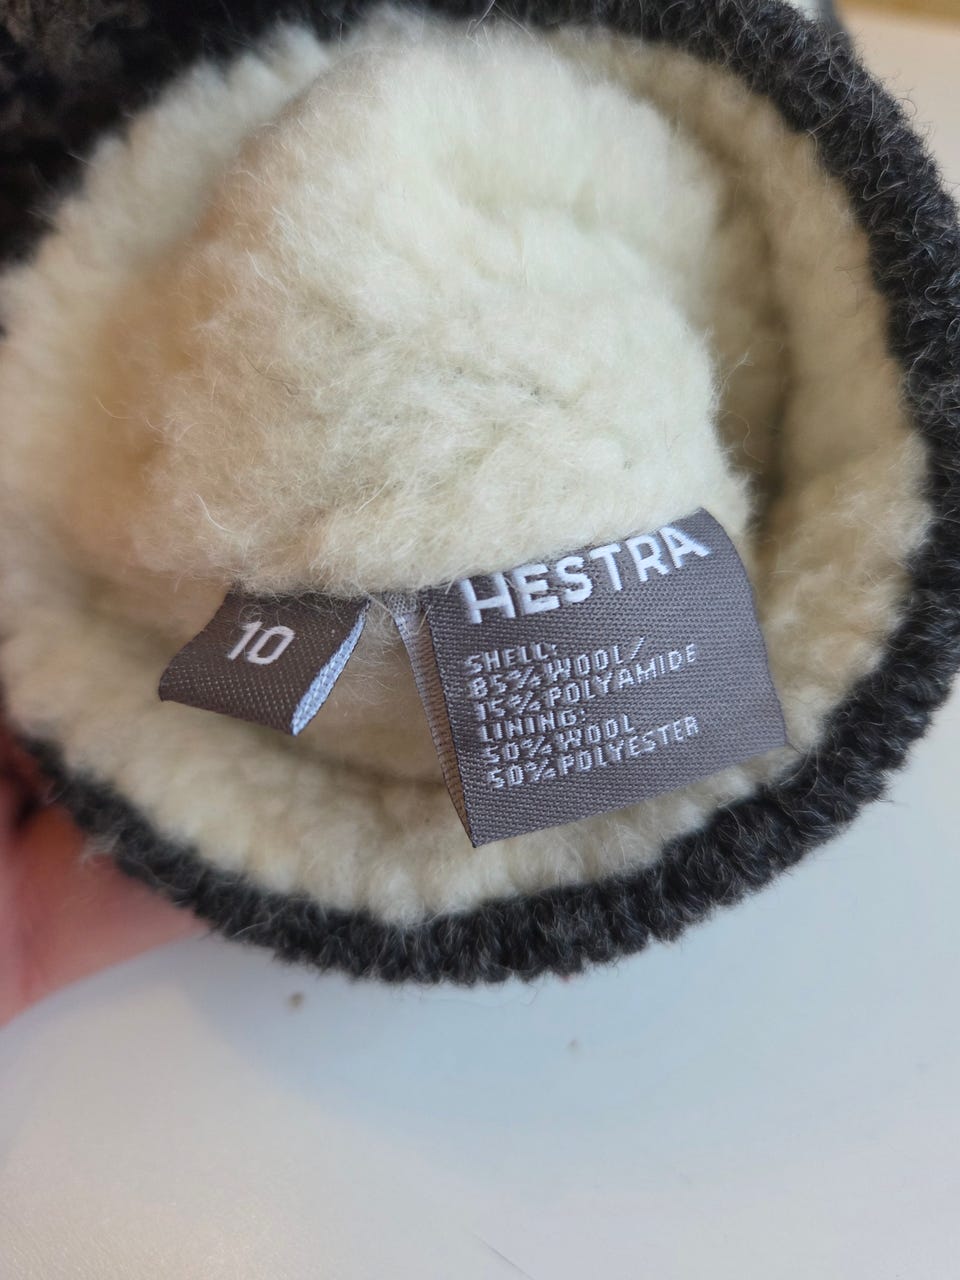 10
HESTRA
SHELL:
85% WOOL/
15% POLYAMIDE
LINING:
50% WOOL
50% POLYESTER